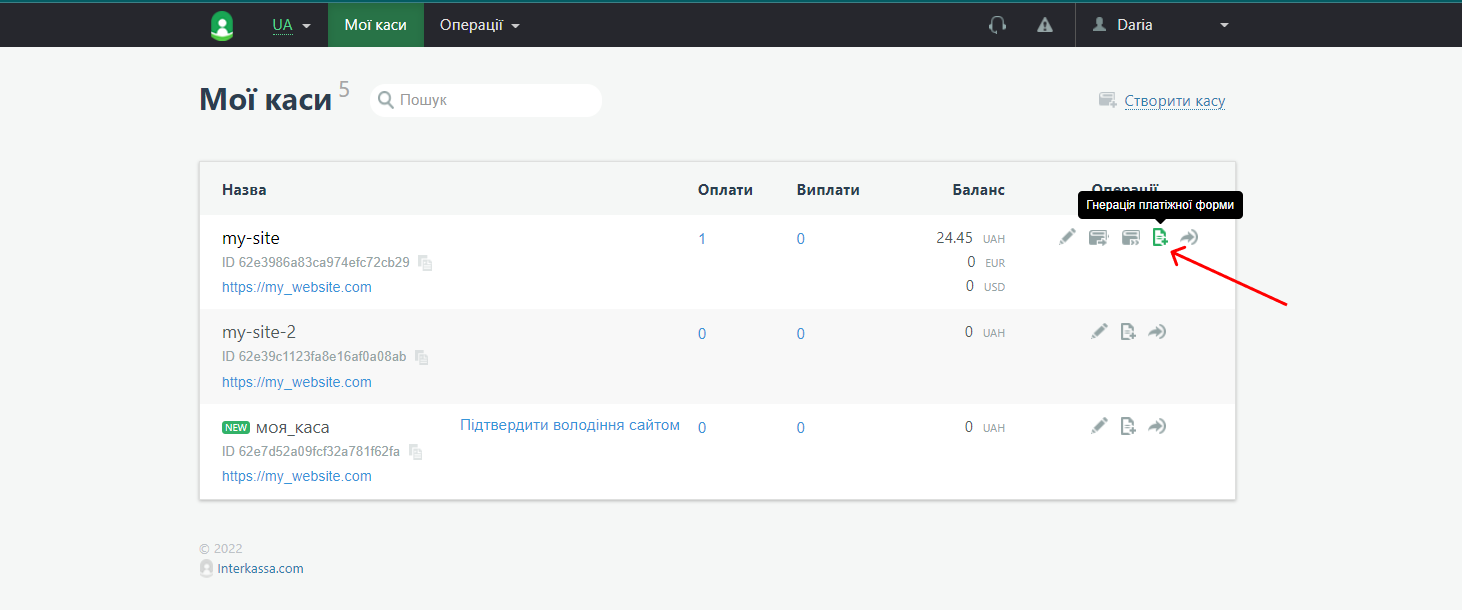 UA Мої каси Операції Daria
Мої каси 5 Пошук Створити касу
Назва Оплати Виплати Баланс Операції
Гнерація платіжної форми
my-site 1 0 24.45 UAH
ID 62e3986a83ca974efc72cb29 0 EUR
https://my_website.com 0 USD
my-site-2 0 0 0 UAH
ID 62e39c1123fa8e16af0a08ab
https://my_website.com
NEW моя_каса Підтвердити володіння сайтом 0 0 0 UAH
ID 62e7d52a09fcf32a781f62fa
https://my_website.com
© 2022
Interkassa.com